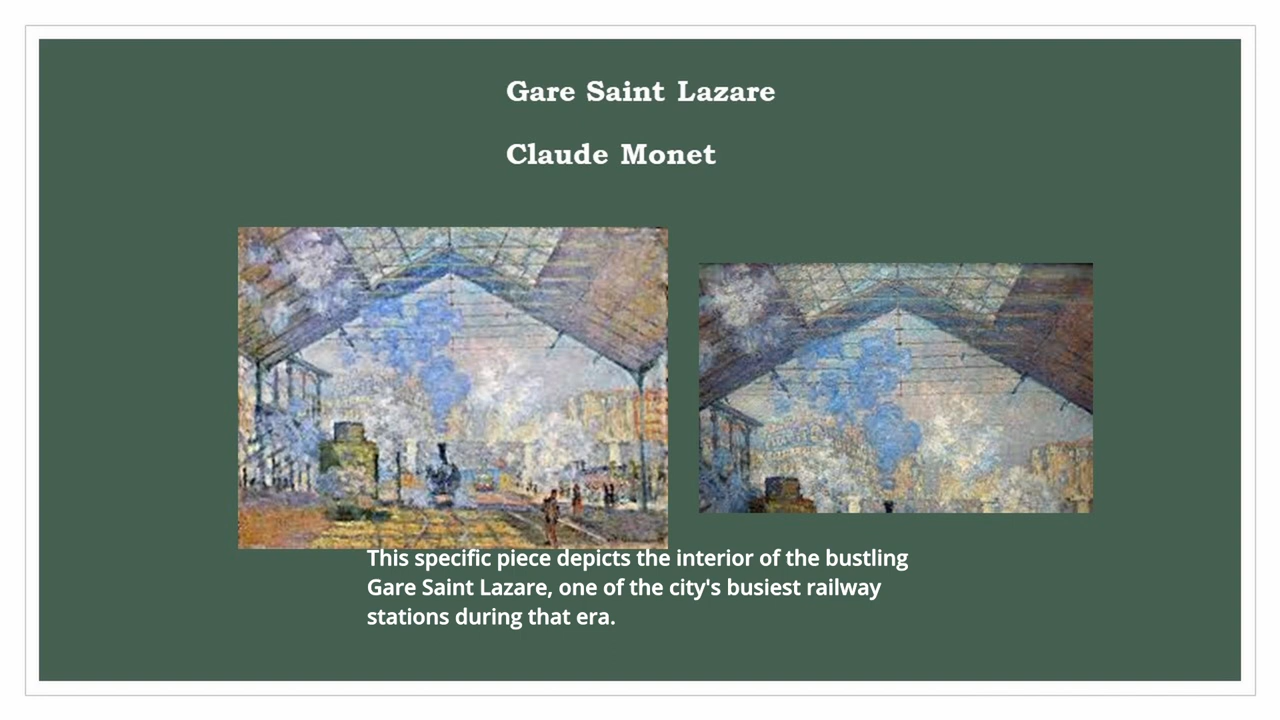 Gare Saint Lazare
Claude Monet
This specific piece depicts the interior of the bustling
Gare Saint Lazare, one of the city's busiest railway
stations during that era.